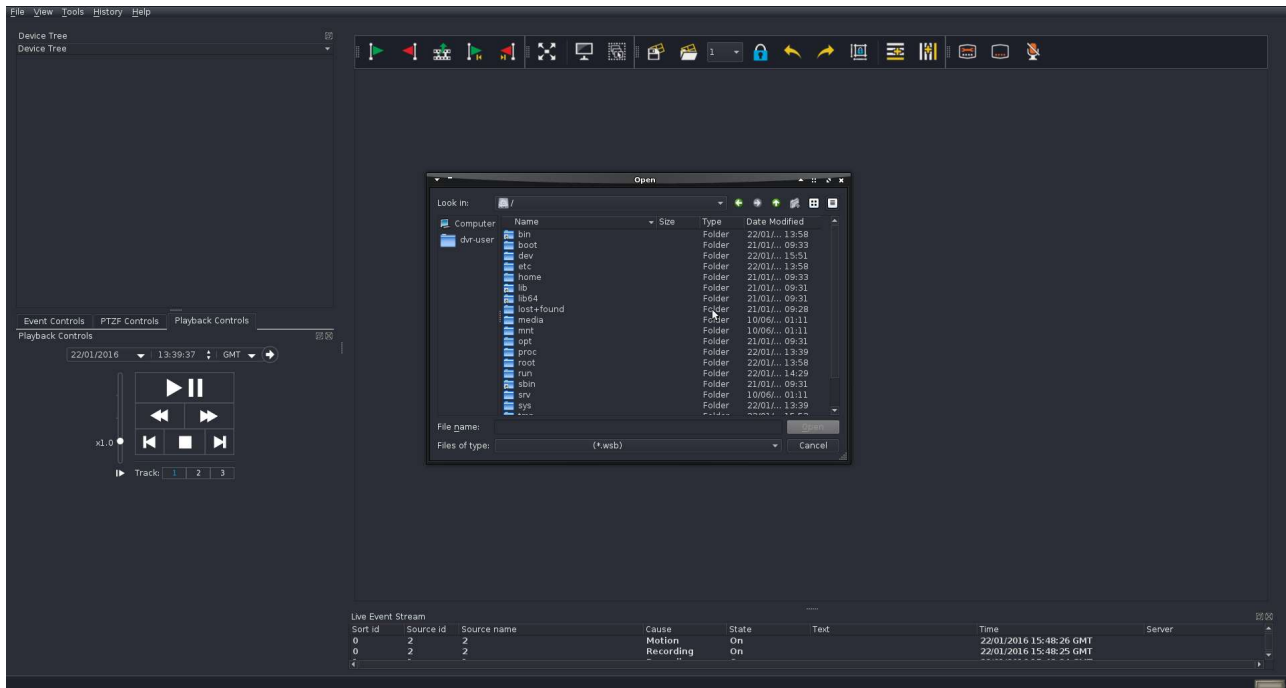 File View Tools History Help
Device Tree
Device Tree
1
Open
Look in: /
Computer
dvr-user
Name Size Type Date Modified
bin Folder 22/01/... 13:58
boot Folder 21/01/... 09:33
dev Folder 22/01/... 15:51
etc Folder 22/01/... 13:58
home Folder 21/01/... 09:33
lib Folder 21/01/... 09:31
lib64 Folder 21/01/... 09:31
lost+found Folder 21/01/... 09:28
media Folder 10/06/... 01:11
mnt Folder 10/06/... 01:11
opt Folder 21/01/... 09:31
proc Folder 22/01/... 13:39
root Folder 22/01/... 13:58
run Folder 22/01/... 14:29
sbin Folder 21/01/... 09:31
srv Folder 10/06/... 01:11
sys Folder 22/01/... 13:39
File name: Open
Files of type: (*.wsb) Cancel
Event Controls PTZF Controls Playback Controls
Playback Controls
22/01/2016 13:39:37 GMT
x1.0
Track: 1 2 3
Live Event Stream
Sort id Source id Source name Cause State Text Time Server
0 2 2 Motion On 22/01/2016 15:48:26 GMT
0 2 2 Recording On 22/01/2016 15:48:25 GMT